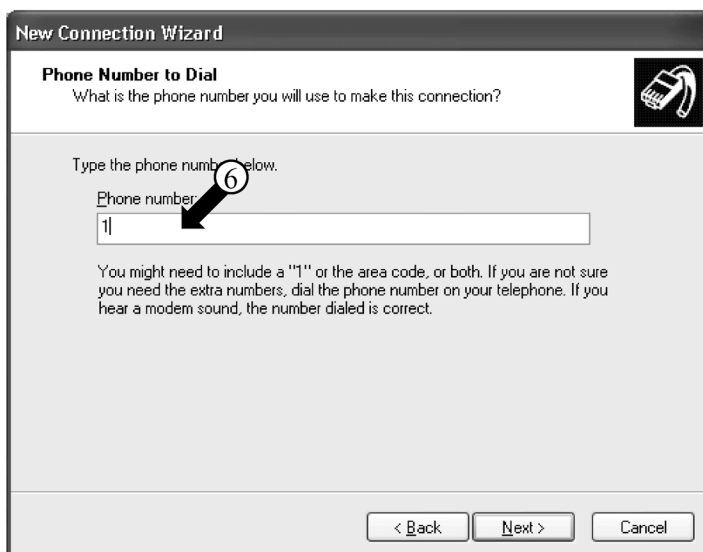 New Connection Wizard
Phone Number to Dial
What is the phone number you will use to make this connection?
Type the phone number below.
6
Phone number:
1
You might need to include a "1" or the area code, or both. If you are not sure
you need the extra numbers, dial the phone number on your telephone. If you
hear a modem sound, the number dialed is correct.
< Back
Next >
Cancel